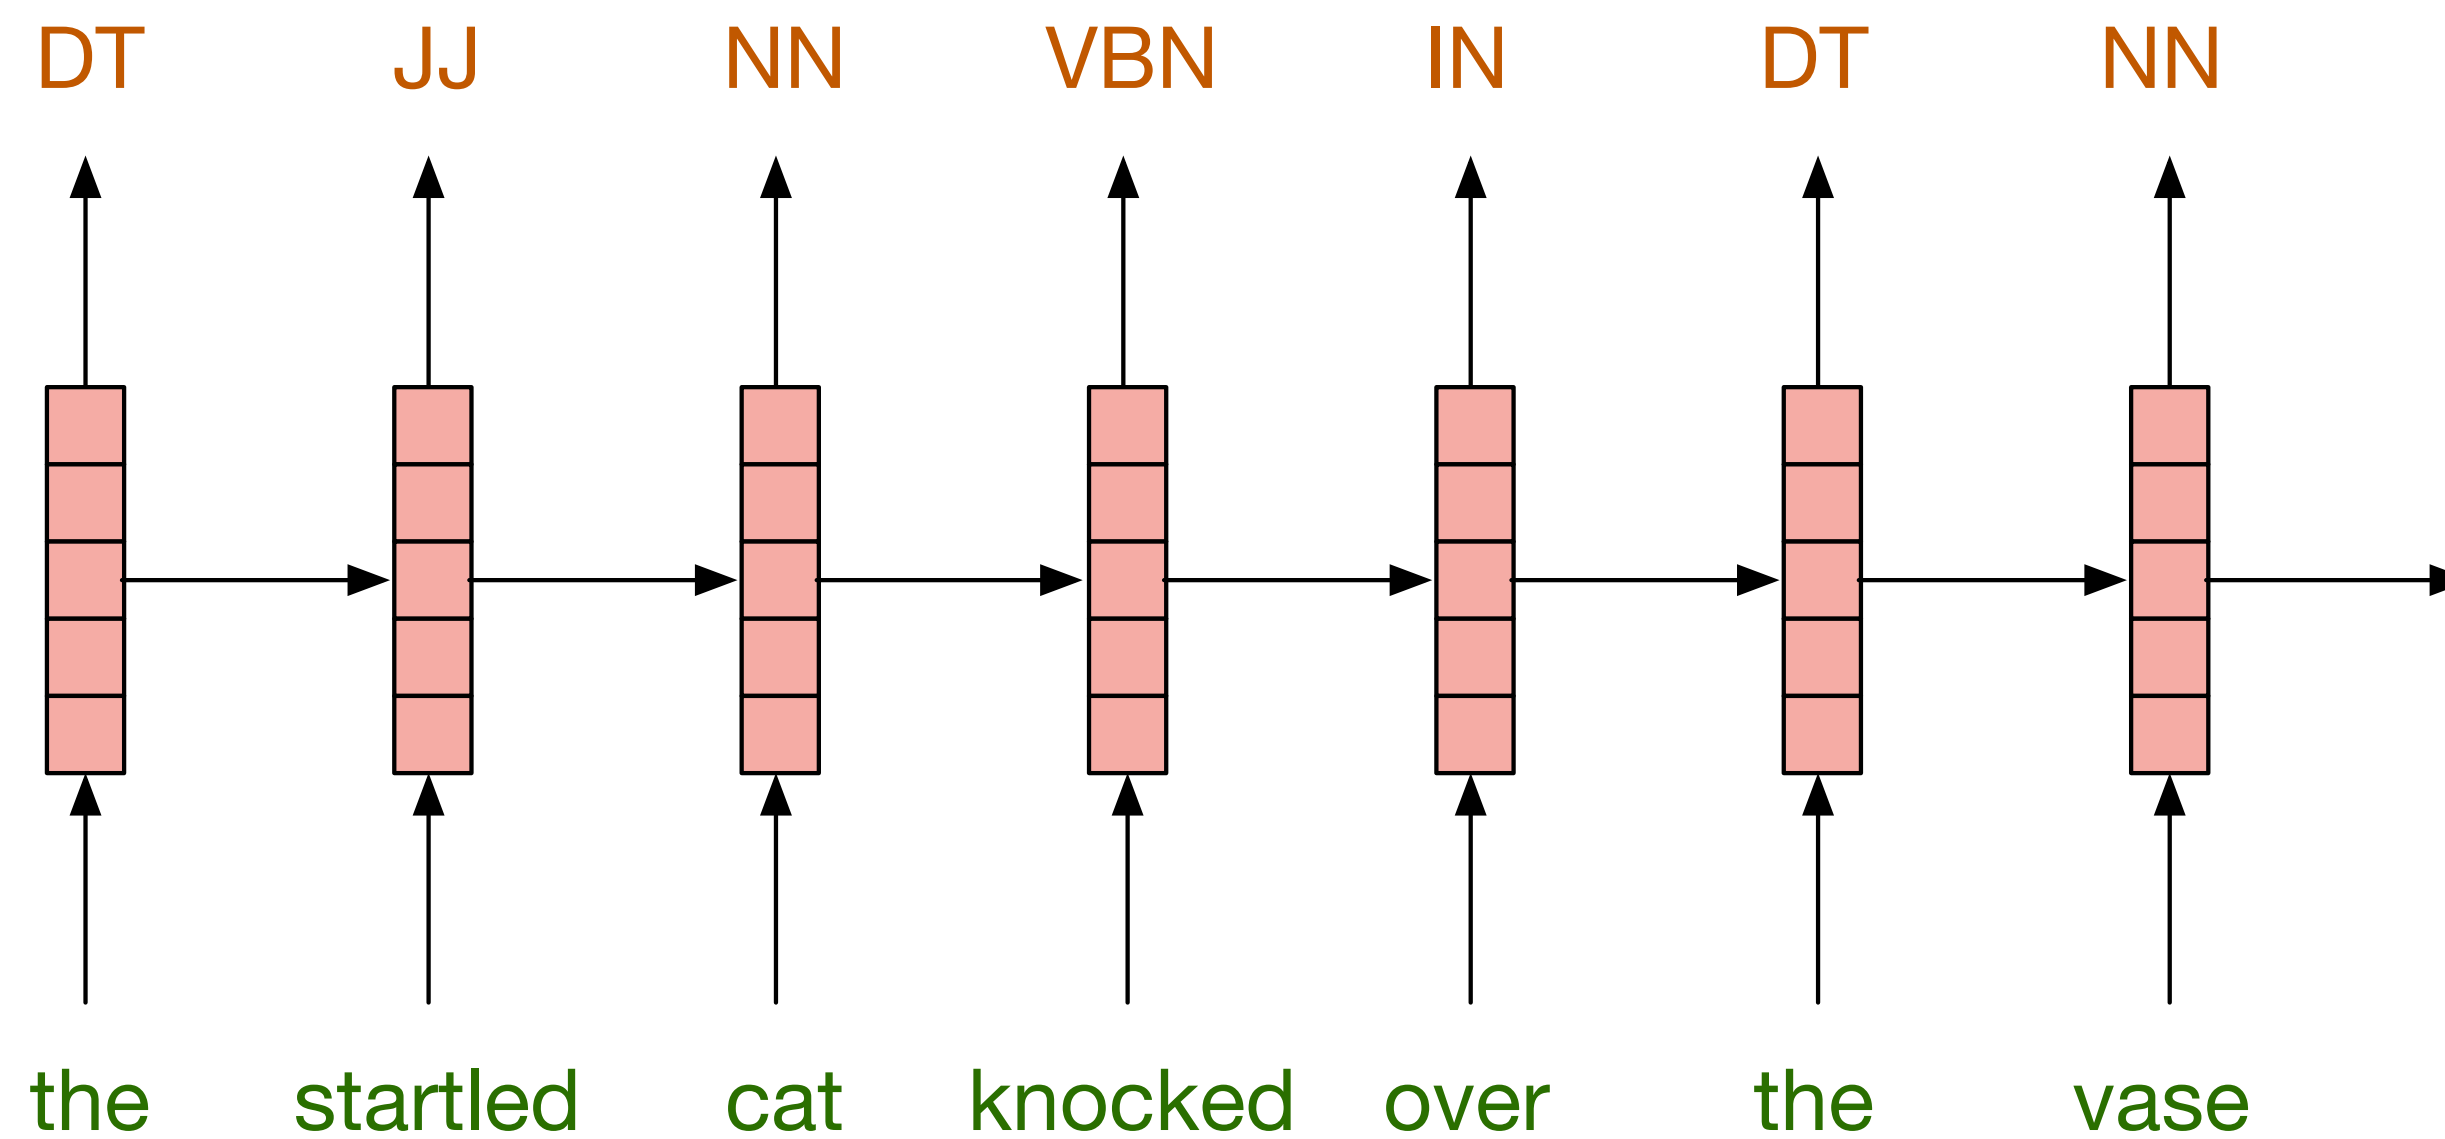 DT JJ NN VBN IN DT NN
the startled cat knocked over the vase